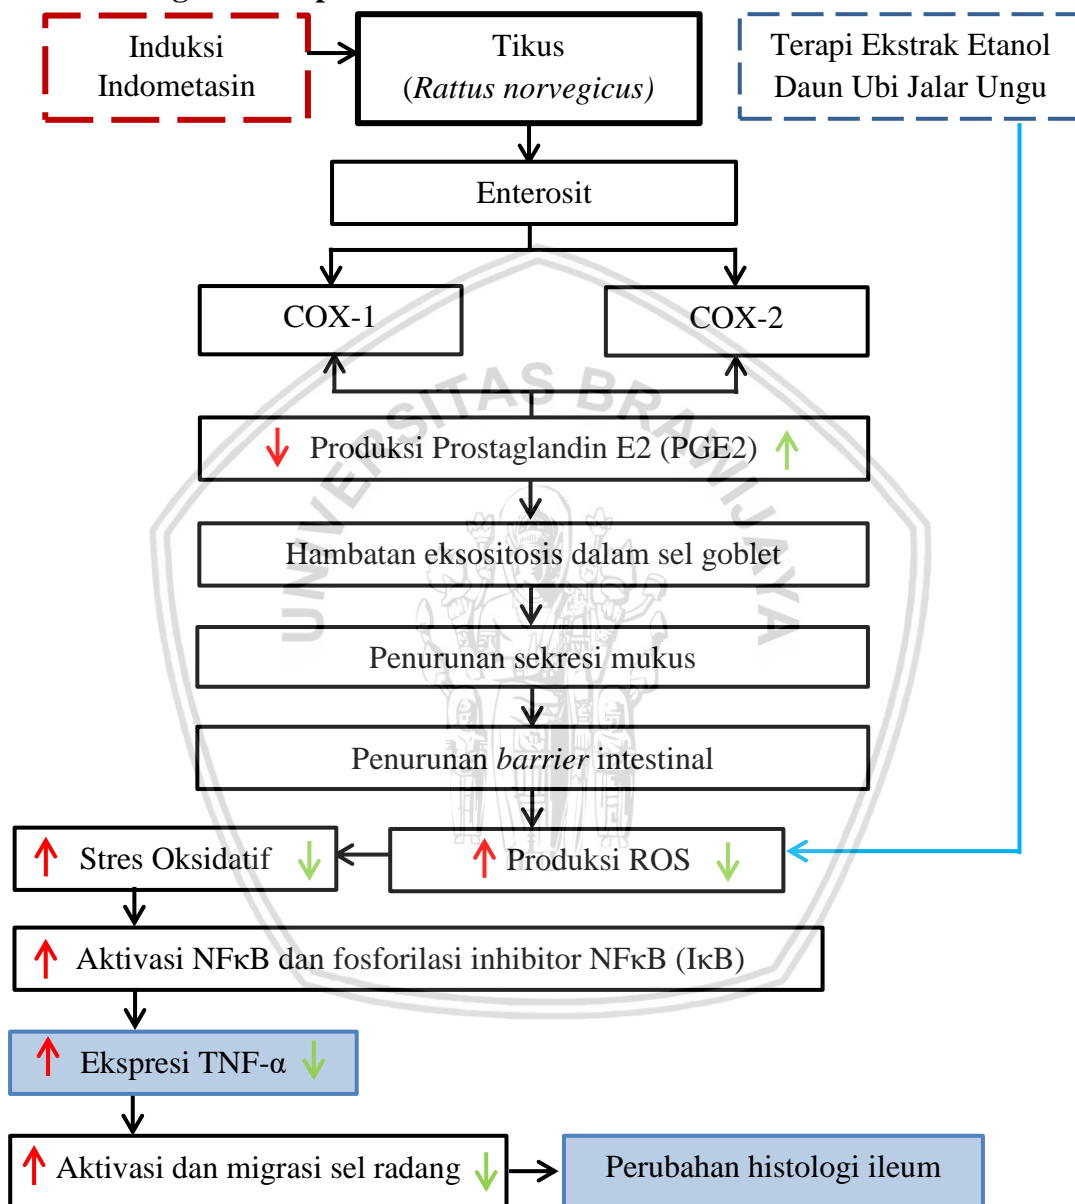 Induksi
Indometasin
Tikus
(Rattus norvegicus)
Terapi Ekstrak Etanol
Daun Ubi Jalar Ungu
Enterosit
COX-1
COX-2
Produksi Prostaglandin E2 (PGE2)
Hambatan eksositosis dalam sel goblet
Penurunan sekresi mukus
Penurunan barrier intestinal
Stres Oksidatif
Produksi ROS
Aktivasi NFκB dan fosforilasi inhibitor NFκB (IκB)
Ekspresi TNF-α
Aktivasi dan migrasi sel radang
Perubahan histologi ileum
UNIVERSITAS BRAWIJAYA